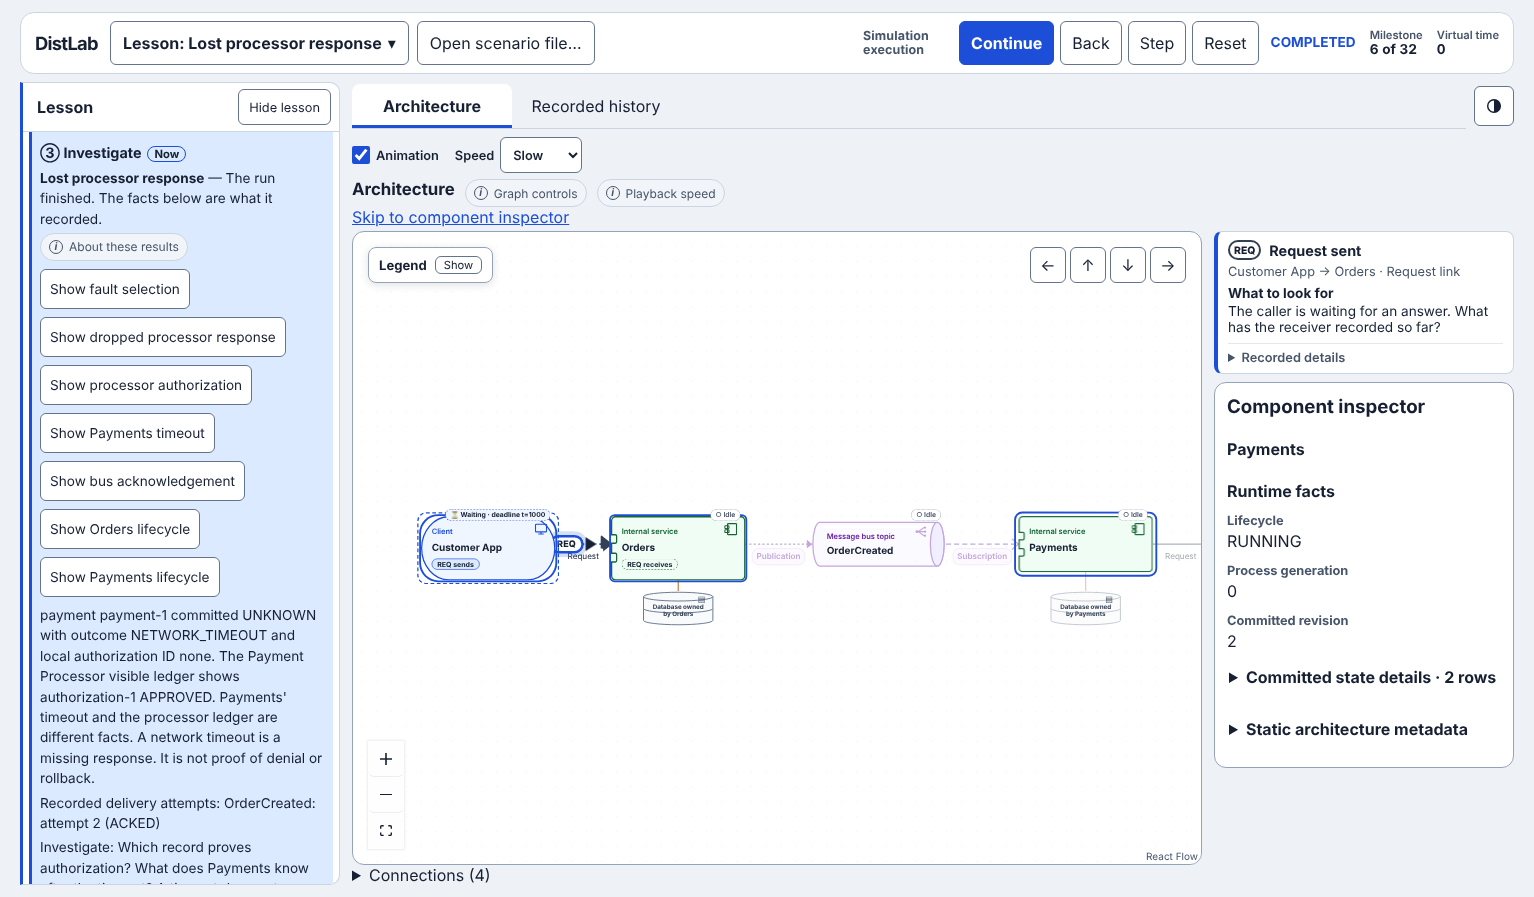 DistLab
Lesson: Lost processor response ▾
Open scenario file...
Simulation execution
Continue
Back
Step
Reset
COMPLETED
Milestone
6 of 32
Virtual time
0
Lesson
Hide lesson
3 Investigate Now
Lost processor response — The run
finished. The facts below are what it
recorded.
i About these results
Show fault selection
Show dropped processor response
Show processor authorization
Show Payments timeout
Show bus acknowledgement
Show Orders lifecycle
Show Payments lifecycle
payment payment-1 committed UNKNOWN
with outcome NETWORK_TIMEOUT and
local authorization ID none. The Payment
Processor visible ledger shows
authorization-1 APPROVED. Payments'
timeout and the processor ledger are
different facts. A network timeout is a
missing response. It is not proof of denial or
rollback.
Recorded delivery attempts: OrderCreated:
attempt 2 (ACKED)
Investigate: Which record proves
authorization? What does Payments know
Architecture
Recorded history
Animation
Speed
Slow
Architecture
i Graph controls
i Playback speed
Skip to component inspector
Legend
Show
← ↑ ↓ →
Waiting · deadline t=1000
Client
Customer App
REQ sends
REQ
Request
Idle
Internal service
Orders
REQ receives
Database owned
by Orders
Publication
Idle
Message bus topic
OrderCreated
Subscription
Idle
Internal service
Payments
Database owned
by Payments
Request
React Flow
Connections (4)
REQ Request sent
Customer App → Orders · Request link
What to look for
The caller is waiting for an answer. What
has the receiver recorded so far?
Recorded details
Component inspector
Payments
Runtime facts
Lifecycle
RUNNING
Process generation
0
Committed revision
2
Committed state details · 2 rows
Static architecture metadata